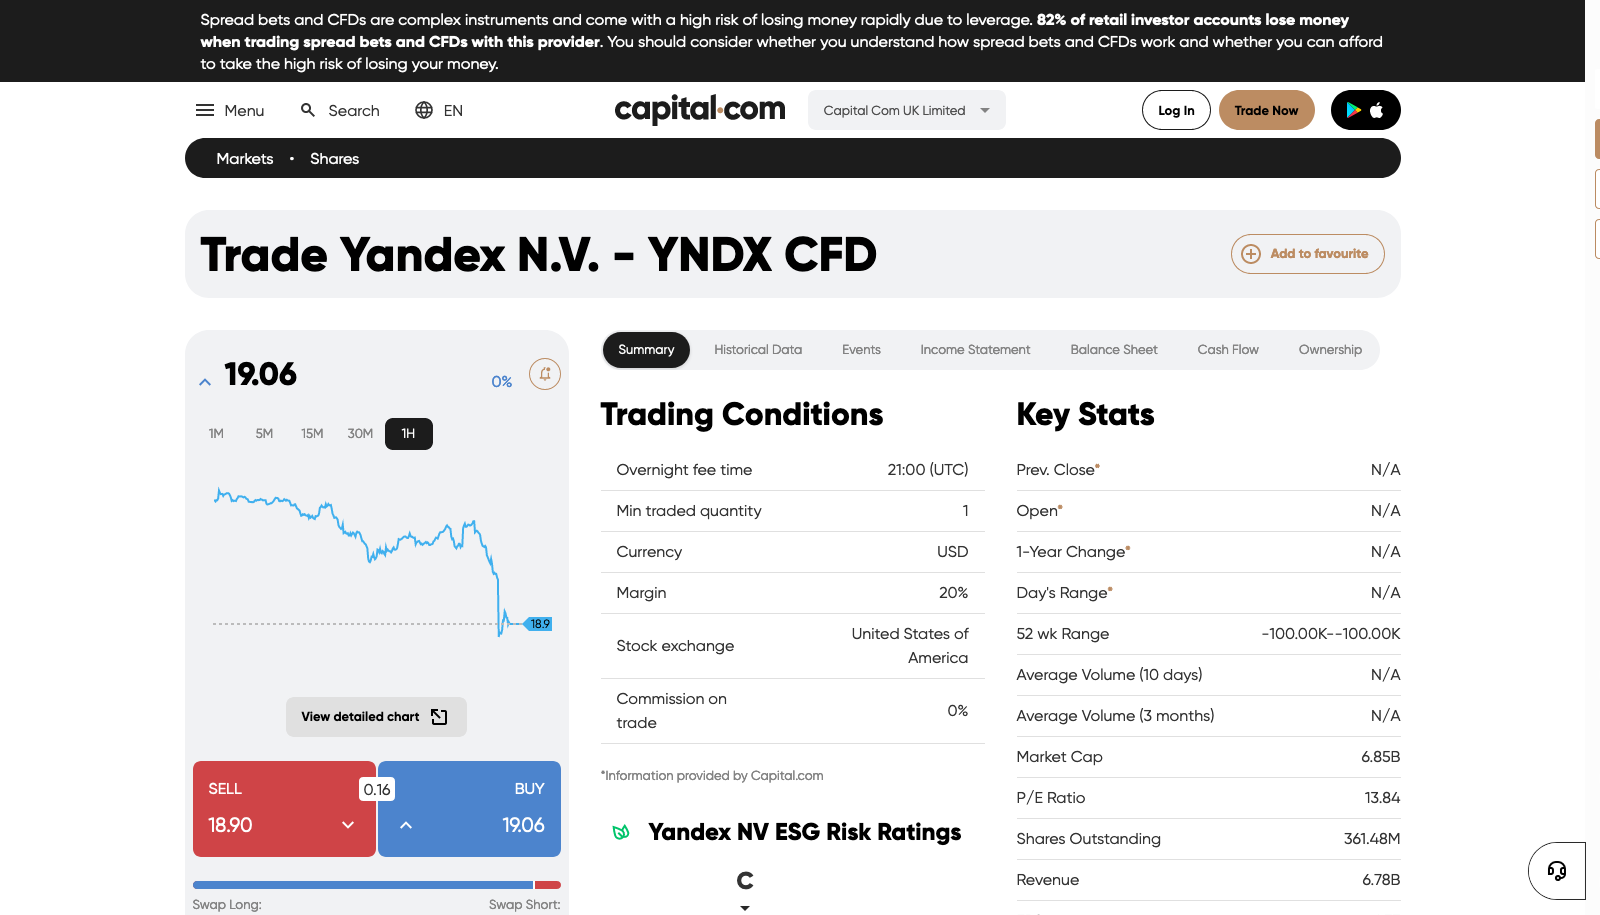 Spread bets and CFDs are complex instruments and come with a high risk of losing money rapidly due to leverage. 82% of retail investor accounts lose money
when trading spread bets and CFDs with this provider. You should consider whether you understand how spread bets and CFDs work and whether you can afford
to take the high risk of losing your money.
Menu
Search
EN
capital.com
Capital Com UK Limited
Log In
Trade Now
Markets • Shares
Trade Yandex N.V. - YNDX CFD
Add to favourite
19.06
0%
1M 5M 15M 30M 1H
18.9
View detailed chart
SELL
18.90
0.16
BUY
19.06
Swap Long:
Swap Short:
Summary Historical Data Events Income Statement Balance Sheet Cash Flow Ownership
Trading Conditions
Overnight fee time 21:00 (UTC)
Min traded quantity 1
Currency USD
Margin 20%
Stock exchange United States of
America
Commission on
trade 0%
*Information provided by Capital.com
Yandex NV ESG Risk Ratings
C
Key Stats
Prev. Close* N/A
Open* N/A
1-Year Change* N/A
Day's Range* N/A
52 wk Range -100.00K--100.00K
Average Volume (10 days) N/A
Average Volume (3 months) N/A
Market Cap 6.85B
P/E Ratio 13.84
Shares Outstanding 361.48M
Revenue 6.78B